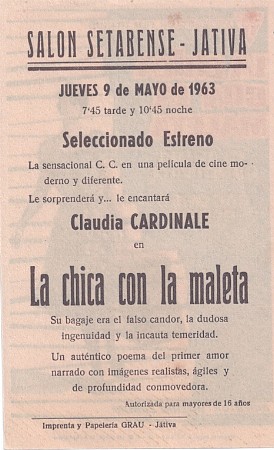 SALON SETABENSE - JATIVA
JUEVES 9 de MAYO de 1963
7'45 tarde y 10'45 noche
Seleccionado Estreno
La sensacional C. C. en una película de cine mo-
derno y diferente.
Le sorprenderá y... le encantará
Claudia CARDINALE
en
La chica con la maleta
Su bagaje era el falso candor, la dudosa
ingenuidad y la incauta temeridad.
Un auténtico poema del primer amor
narrado con imágenes realistas, ágiles y
de profundidad conmovedora.
Autorizada para mayores de 16 años
Imprenta y Papelería GRAU - Játiva